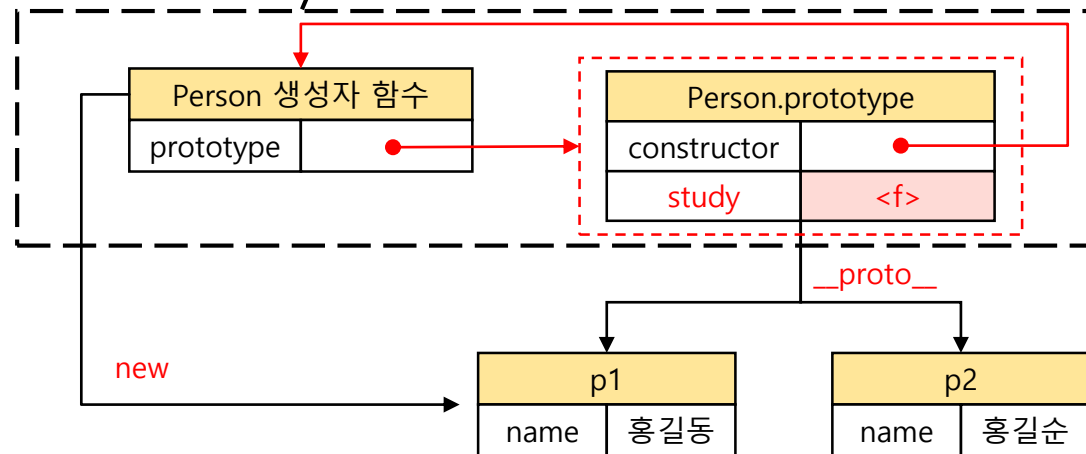 Person 생성자 함수
prototype
Person.prototype
constructor
study <f>
__proto__
new
p1
name 홍길동
p2
name 홍길순